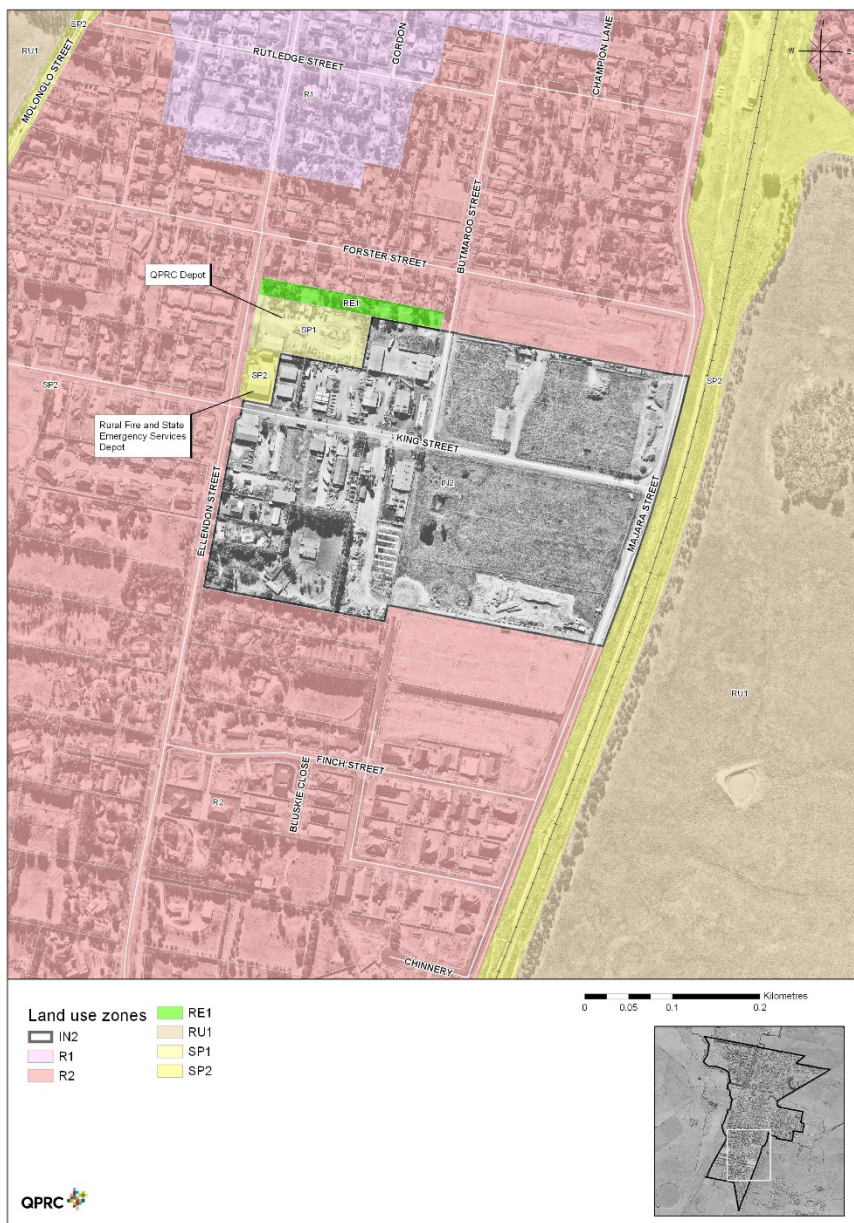 SP2
RU1
MOLONGLO STREET
RUTLEDGE STREET
GORDON
CHAMPION LANE
N
W
E
S
R1
BUTMAROO STREET
FORSTER STREET
QPRC Depot
RE1
SP1
SP2
SP2
SP2
Rural Fire and State
Emergency Services
Depot
KING STREET
IN2
ELLENDON STREET
MAJARA STREET
RU1
FINCH STREET
R2
BLUSKIE CLOSE
CHINNERY
Land use zones
IN2
R1
R2
RE1
RU1
SP1
SP2
Kilometres
0 0.05 0.1 0.2
QPRC